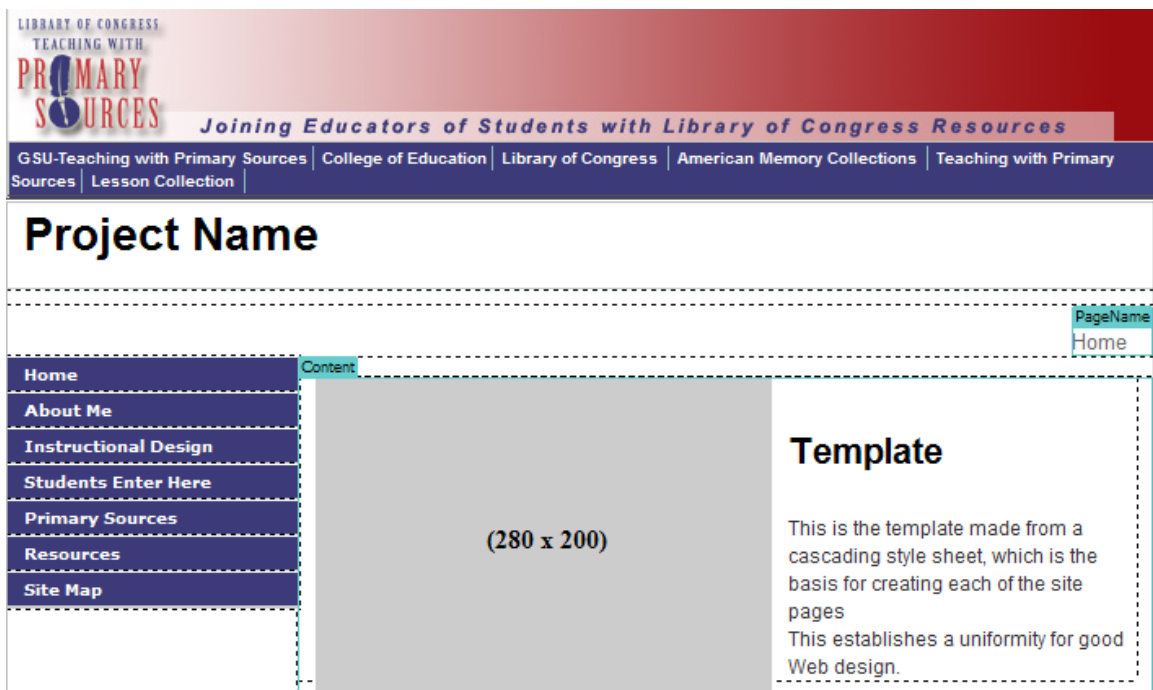 LIBRARY OF CONGRESS
TEACHING WITH
PRIMARY
SOURCES
Joining Educators of Students with Library of Congress Resources
GSU-Teaching with Primary Sources College of Education Library of Congress American Memory Collections Teaching with Primary
Sources Lesson Collection
Project Name
PageName
Home
Home
About Me
Instructional Design
Students Enter Here
Primary Sources
Resources
Site Map
Content
(280 x 200)
Template
This is the template made from a
cascading style sheet, which is the
basis for creating each of the site
pages
This establishes a uniformity for good
Web design.